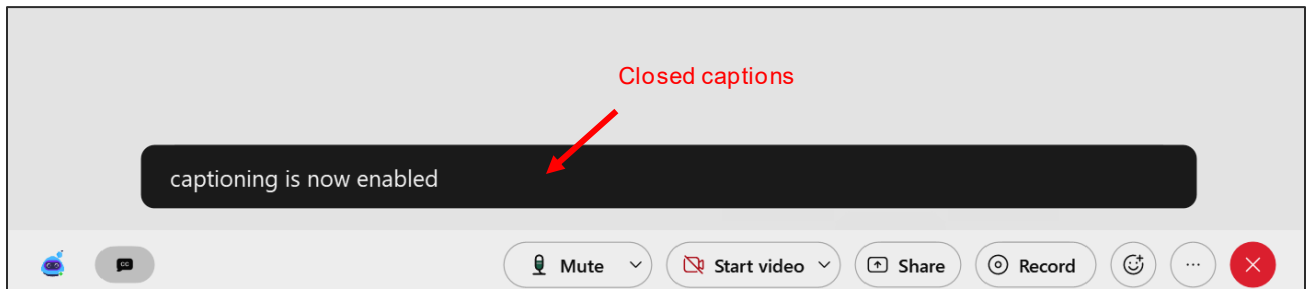 Closed captions
captioning is now enabled
CC
Mute
Start video
Share
Record